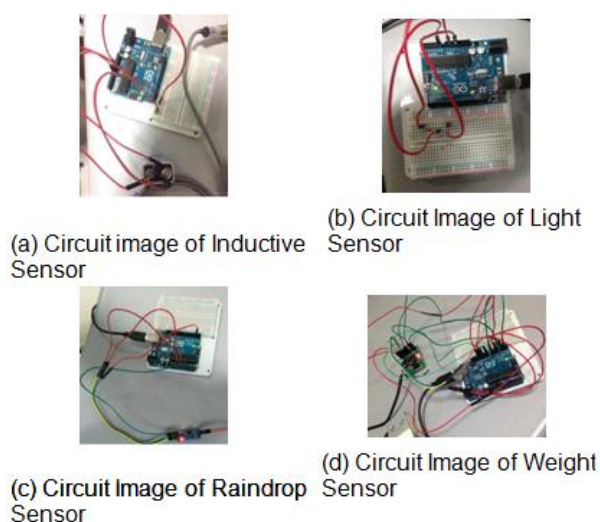 (a) Circuit image of Inductive
Sensor
(b) Circuit Image of Light
Sensor
(c) Circuit Image of Raindrop
Sensor
(d) Circuit Image of Weight
Sensor